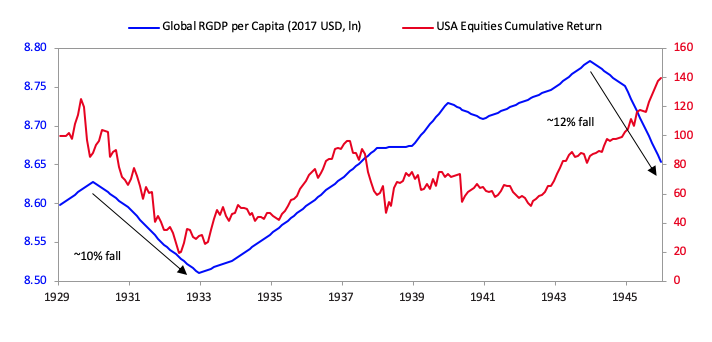 Global RGDP per Capita (2017 USD, ln) USA Equities Cumulative Return
8.80 160
8.75 140
120
8.70 100
8.65 80
8.60 60
8.55 40
20
8.50 0
~12% fall
~10% fall
1929 1931 1933 1935 1937 1939 1941 1943 1945